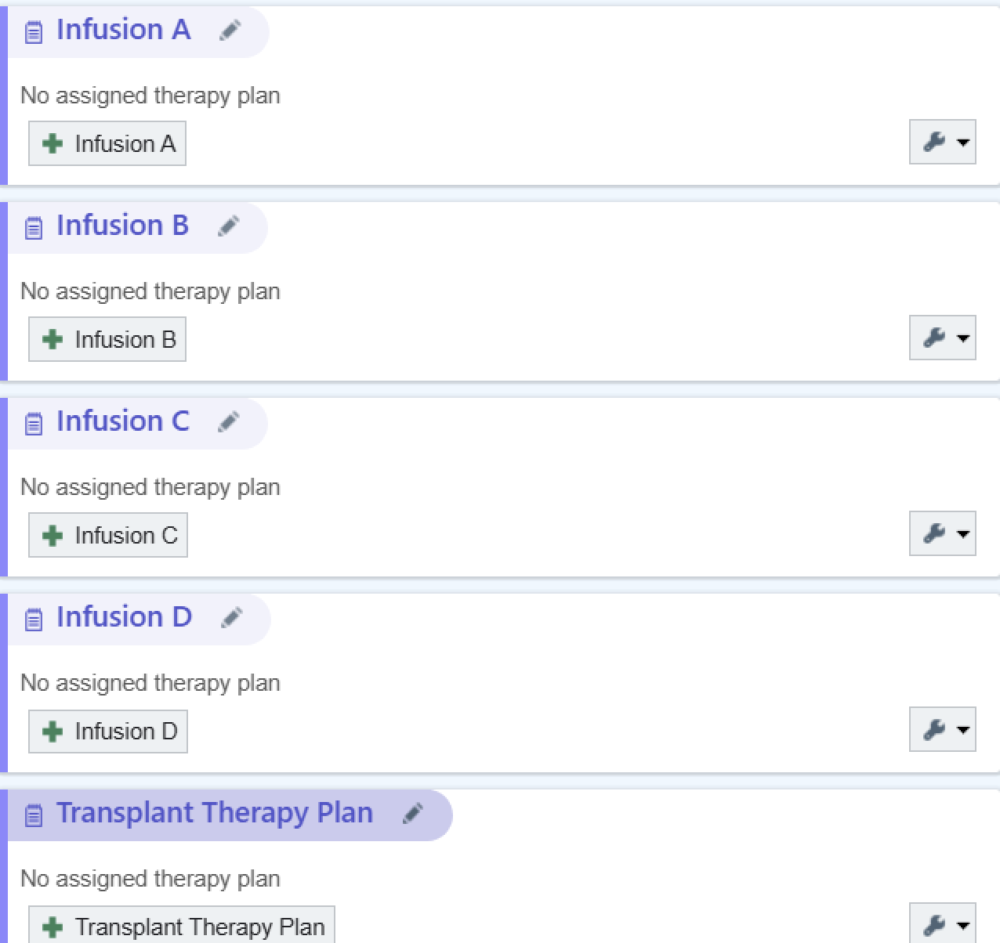 Infusion A
No assigned therapy plan
Infusion A
Infusion B
No assigned therapy plan
Infusion B
Infusion C
No assigned therapy plan
Infusion C
Infusion D
No assigned therapy plan
Infusion D
Transplant Therapy Plan
No assigned therapy plan
Transplant Therapy Plan